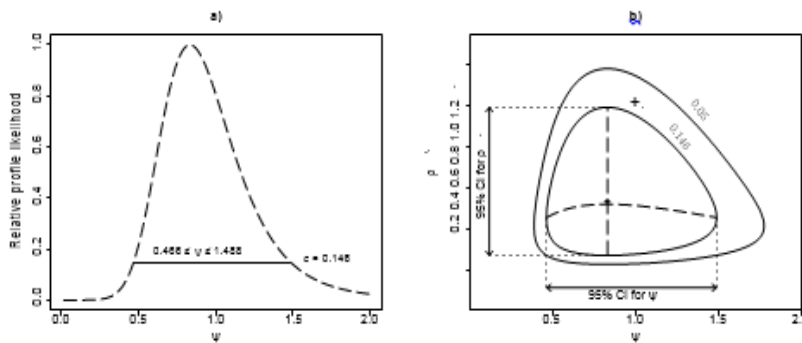 a)
Relative profile likelihood
1.0
0.8
0.6
0.4
0.2
0.0
0.466 ≤ ψ ≤ 1.488
c = 0.146
0.0
0.5
1.0
1.5
2.0
ψ
b)
ρ
0.2 0.4 0.6 0.8 1.0 1.2
95% CI for ρ
0.05
0.146
95% CI for ψ
0.5
1.0
1.5
2.0
ψ